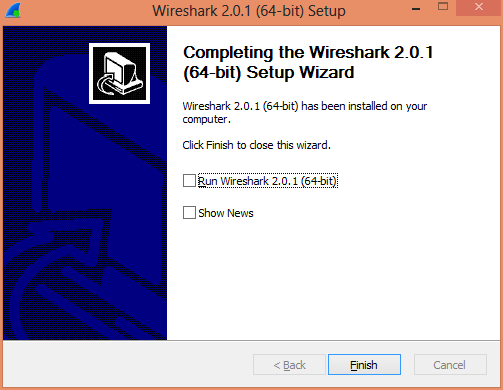 Wireshark 2.0.1 (64-bit) Setup
Completing the Wireshark 2.0.1
(64-bit) Setup Wizard
Wireshark 2.0.1 (64-bit) has been installed on your
computer.
Click Finish to close this wizard.
Run Wireshark 2.0.1 (64-bit)
Show News
< Back
Finish
Cancel